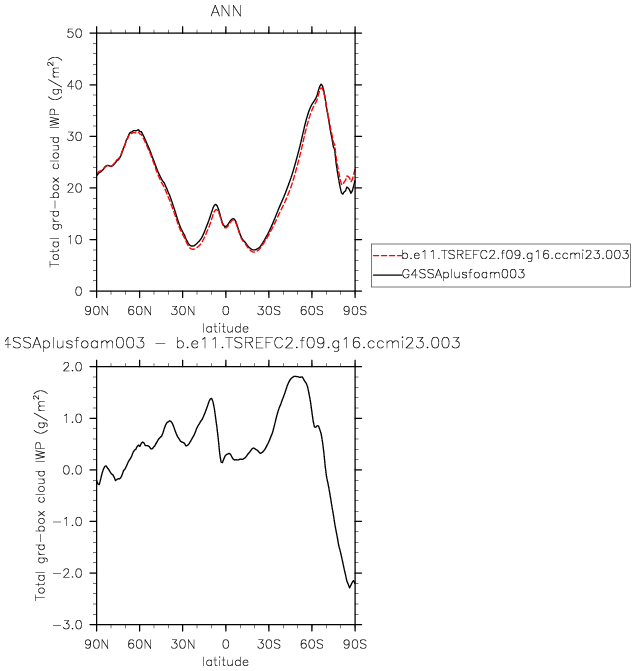 ANN
Total grd-box cloud IWP (g/m²)
50
40
30
20
10
0
90N 60N 30N 0 30S 60S 90S
latitude
b.e11.TSREFC2.f09.g16.ccmi23.003
G4SSAplusfoam003
4SSAplusfoam003 - b.e11.TSREFC2.f09.g16.ccmi23.003
Total grd-box cloud IWP (g/m²)
2.0
1.0
0.0
-1.0
-2.0
-3.0
90N 60N 30N 0 30S 60S 90S
latitude